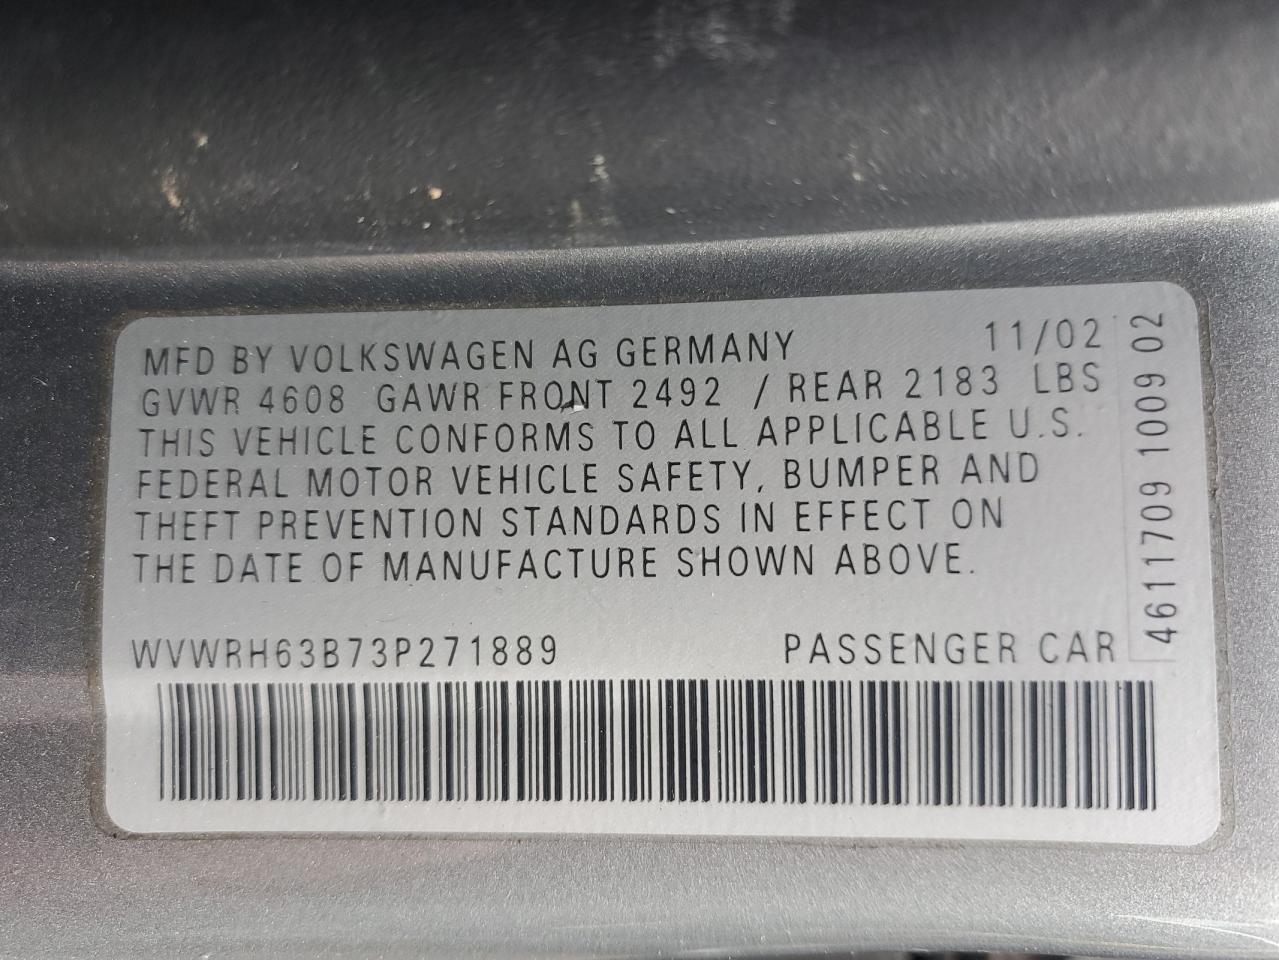 MFD BY VOLKSWAGEN AG GERMANY 11/02
GVWR 4608 GAWR FRONT 2492 / REAR 2183 LBS
THIS VEHICLE CONFORMS TO ALL APPLICABLE U.S.
FEDERAL MOTOR VEHICLE SAFETY, BUMPER AND
THEFT PREVENTION STANDARDS IN EFFECT ON
THE DATE OF MANUFACTURE SHOWN ABOVE.
WVWRH63B73P271889 PASSENGER CAR
4611709 1009 02